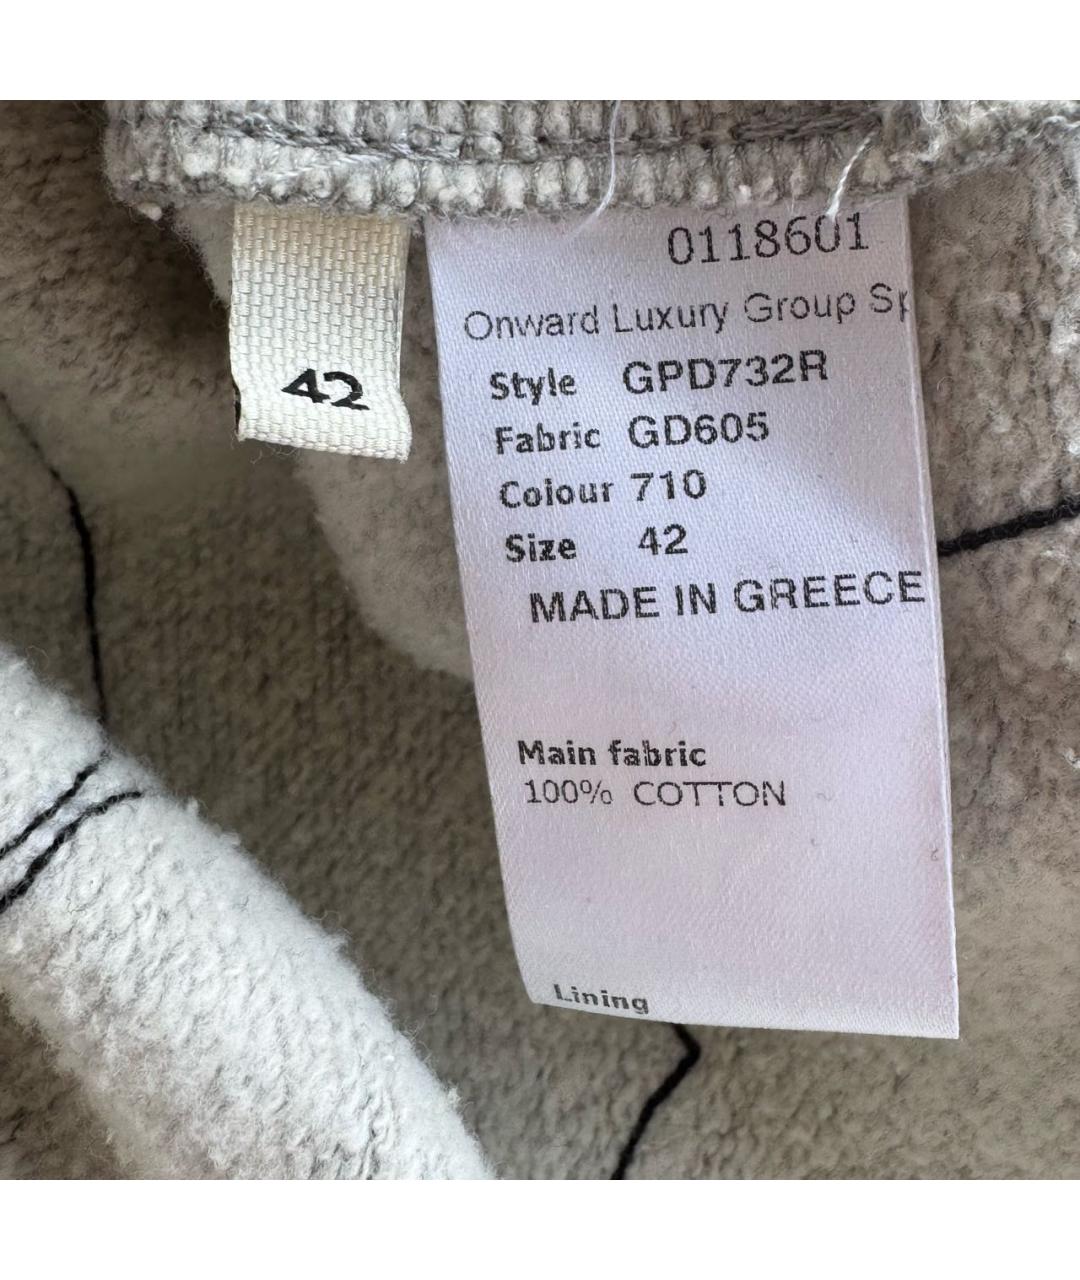 42
0118601
Onward Luxury Group Sp
Style GPD732R
Fabric GD605
Colour 710
Size 42
MADE IN GREECE
Main fabric
100% COTTON
Lining